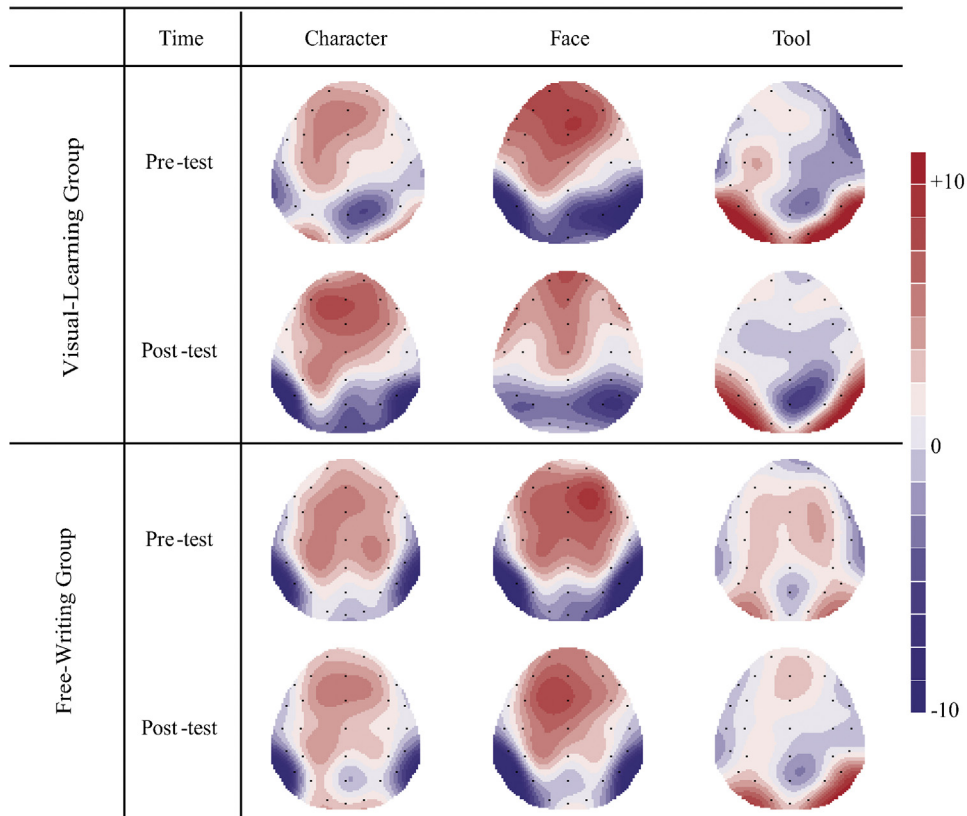 Time Character Face Tool
Visual-Learning Group
Pre-test
Post-test
Free-Writing Group
Pre-test
Post-test
+10
0
-10